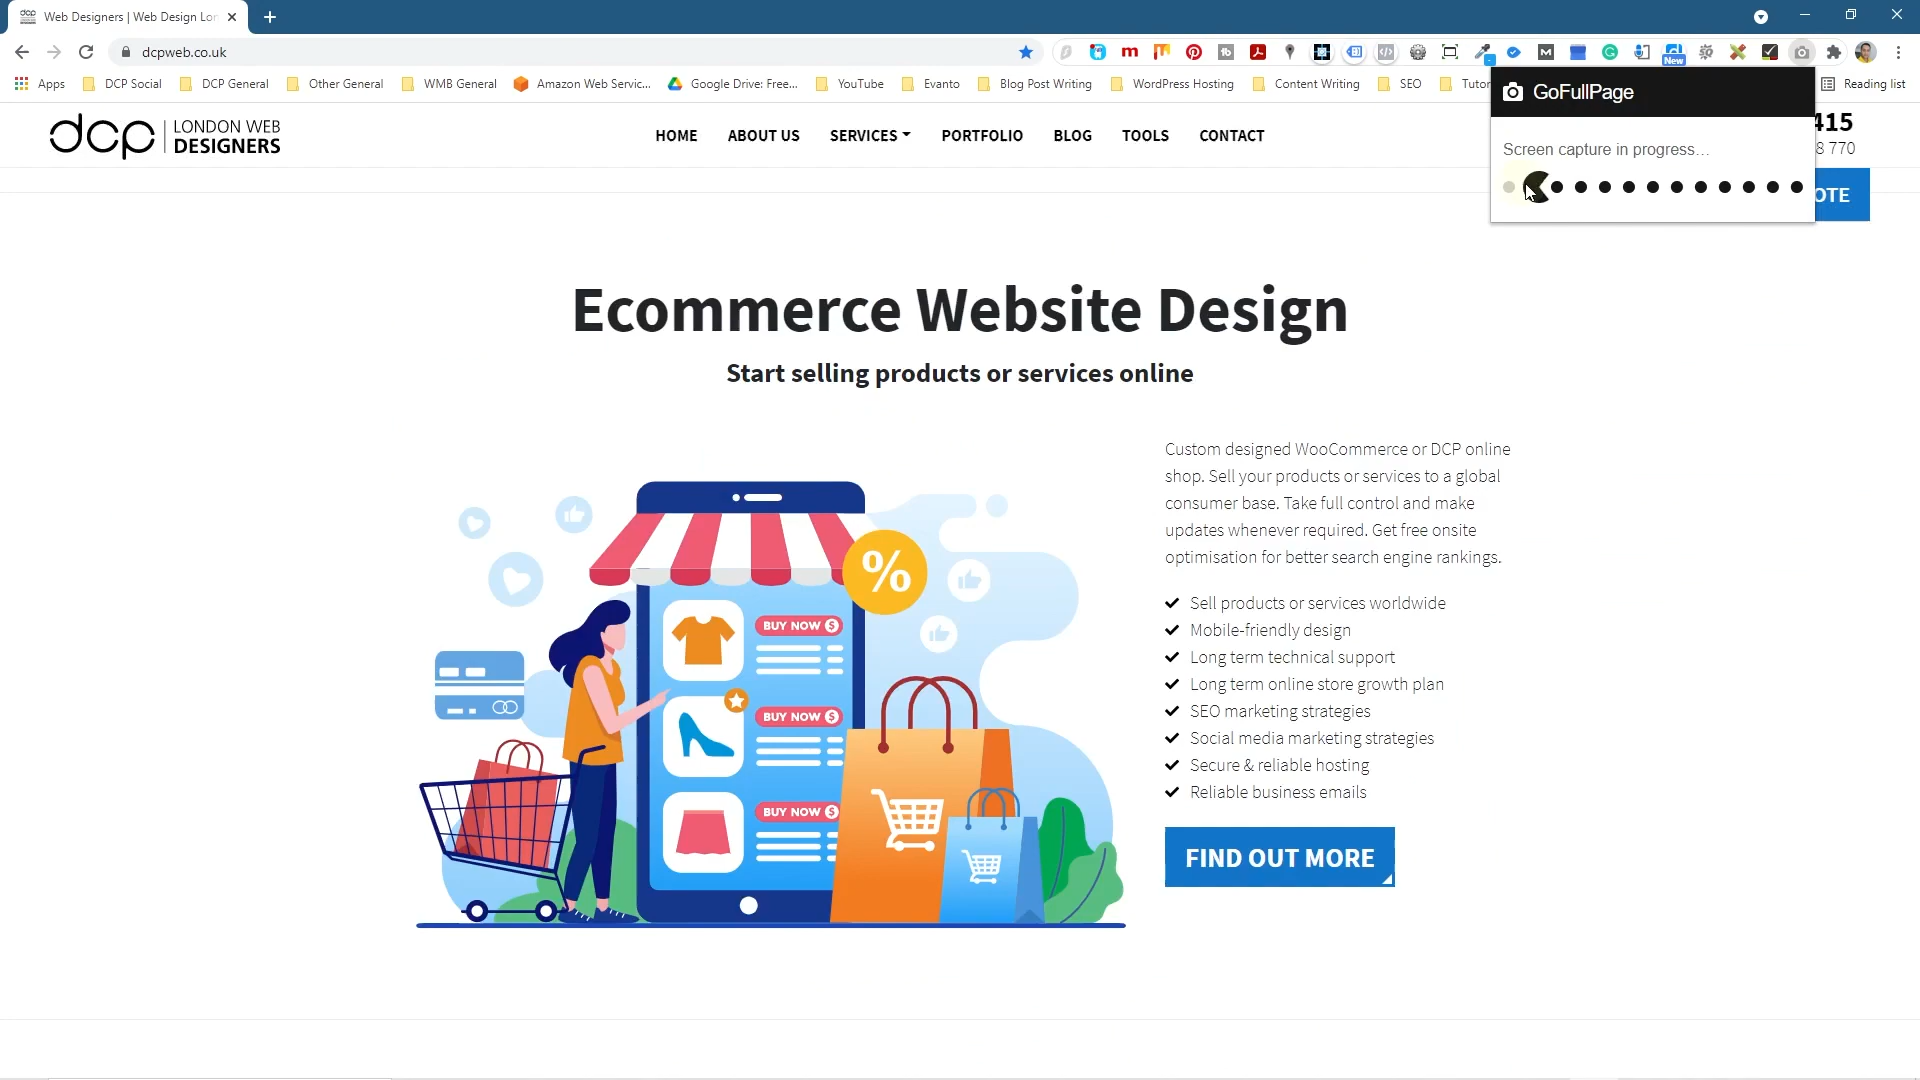 Web Designers | Web Design Lon
dcpweb.co.uk
New
Apps
DCP Social
DCP General
Other General
WMB General
Amazon Web Servic...
Google Drive: Free...
YouTube
Evanto
Blog Post Writing
WordPress Hosting
Content Writing
SEO
Tutor
Reading list
GoFullPage
Screen capture in progress...
dcp
LONDON WEB
DESIGNERS
HOME
ABOUT US
SERVICES
PORTFOLIO
BLOG
TOOLS
CONTACT
415
8 770
OTE
Ecommerce Website Design
Start selling products or services online
Custom designed WooCommerce or DCP online
shop. Sell your products or services to a global
consumer base. Take full control and make
updates whenever required. Get free onsite
optimisation for better search engine rankings.
Sell products or services worldwide
Mobile-friendly design
Long term technical support
Long term online store growth plan
SEO marketing strategies
Social media marketing strategies
Secure & reliable hosting
Reliable business emails
FIND OUT MORE
%
BUY NOW $
BUY NOW $
BUY NOW $